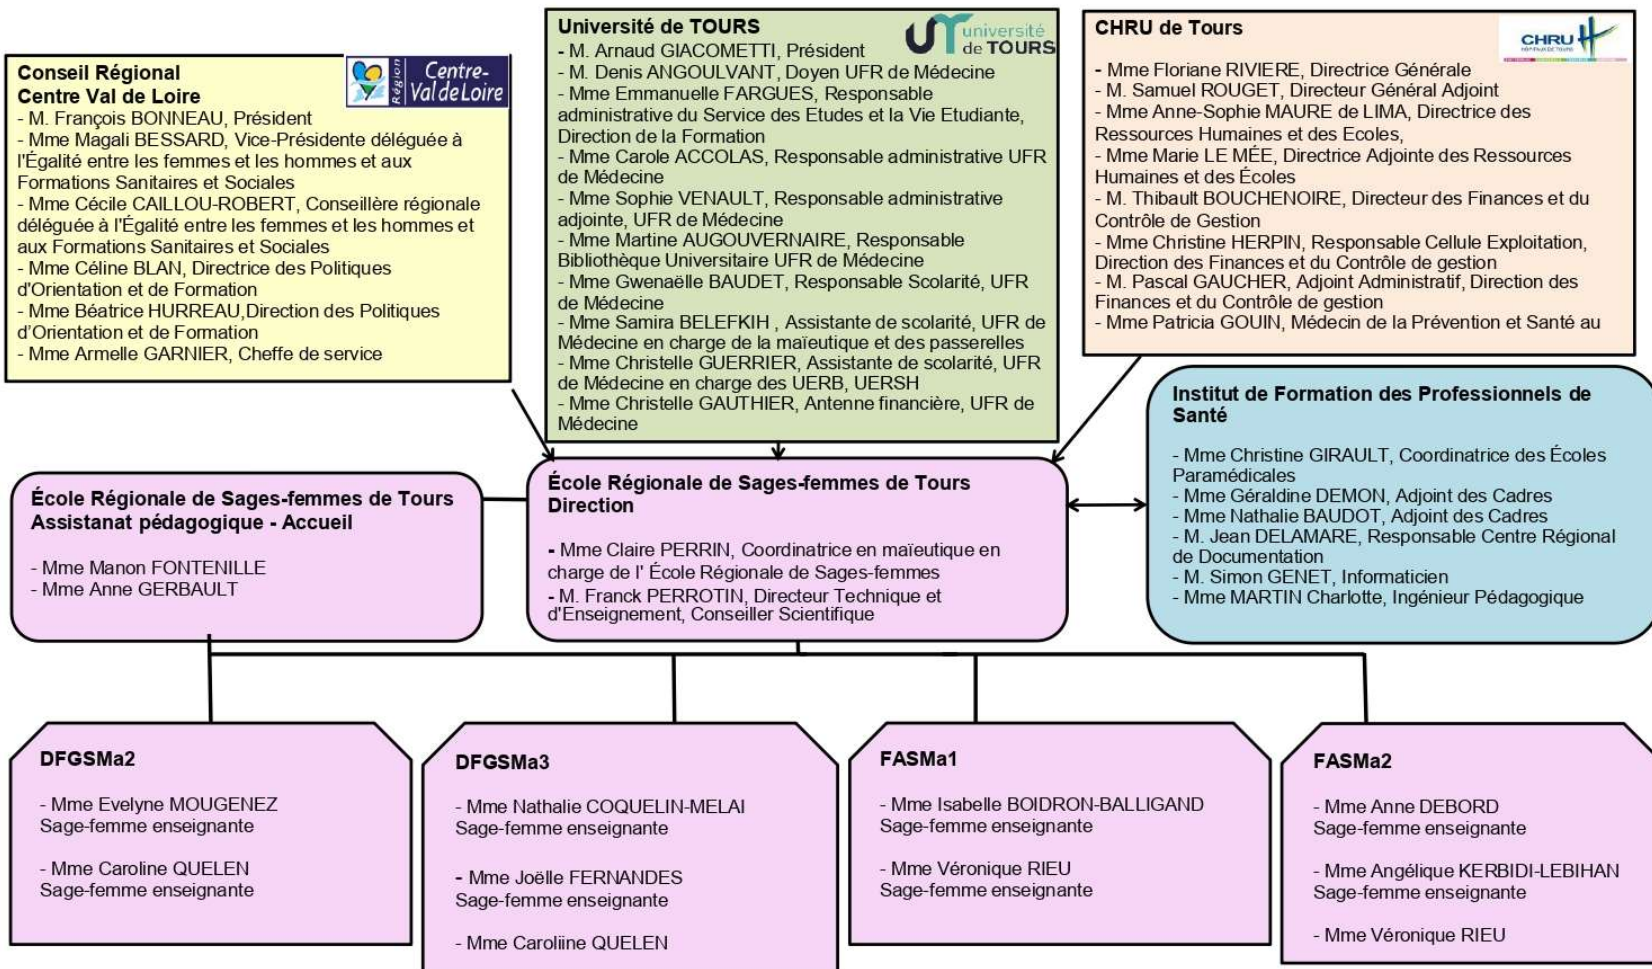 Conseil Régional
Centre Val de Loire
Région
Centre-
Val de Loire
- M. François BONNEAU, Président
- Mme Magali BESSARD, Vice-Présidente déléguée à
l'Égalité entre les femmes et les hommes et aux
Formations Sanitaires et Sociales
- Mme Cécile CAILLOU-ROBERT, Conseillère régionale
déléguée à l'Égalité entre les femmes et les hommes et
aux Formations Sanitaires et Sociales
- Mme Céline BLAN, Directrice des Politiques
d'Orientation et de Formation
- Mme Béatrice HURREAU,Direction des Politiques
d'Orientation et de Formation
- Mme Armelle GARNIER, Cheffe de service
Université de TOURS
université
de TOURS
- M. Arnaud GIACOMETTI, Président
- M. Denis ANGOULVANT, Doyen UFR de Médecine
- Mme Emmanuelle FARGUES, Responsable
administrative du Service des Etudes et la Vie Etudiante,
Direction de la Formation
- Mme Carole ACCOLAS, Responsable administrative UFR
de Médecine
- Mme Sophie VENAULT, Responsable administrative
adjointe, UFR de Médecine
- Mme Martine AUGOUVERNAIRE, Responsable
Bibliothèque Universitaire UFR de Médecine
- Mme Gwenaëlle BAUDET, Responsable Scolarité, UFR
de Médecine
- Mme Samira BELEFKIH , Assistante de scolarité, UFR de
Médecine en charge de la maïeutique et des passerelles
- Mme Christelle GUERRIER, Assistante de scolarité, UFR
de Médecine en charge des UERB, UERSH
- Mme Christelle GAUTHIER, Antenne financière, UFR de
Médecine
CHRU de Tours
CHRU
HÔPITAUX DE TOURS
- Mme Floriane RIVIERE, Directrice Générale
- M. Samuel ROUGET, Directeur Général Adjoint
- Mme Anne-Sophie MAURE de LIMA, Directrice des
Ressources Humaines et des Ecoles,
- Mme Marie LE MÉE, Directrice Adjointe des Ressources
Humaines et des Écoles
- M. Thibault BOUCHENOIRE, Directeur des Finances et du
Contrôle de Gestion
- Mme Christine HERPIN, Responsable Cellule Exploitation,
Direction des Finances et du Contrôle de gestion
- M. Pascal GAUCHER, Adjoint Administratif, Direction des
Finances et du Contrôle de gestion
- Mme Patricia GOUIN, Médecin de la Prévention et Santé au
École Régionale de Sages-femmes de Tours
Assistanat pédagogique - Accueil
- Mme Manon FONTENILLE
- Mme Anne GERBAULT
École Régionale de Sages-femmes de Tours
Direction
- Mme Claire PERRIN, Coordinatrice en maïeutique en
charge de l' École Régionale de Sages-femmes
- M. Franck PERROTIN, Directeur Technique et
d'Enseignement, Conseiller Scientifique
Institut de Formation des Professionnels de
Santé
- Mme Christine GIRAULT, Coordinatrice des Écoles
Paramédicales
- Mme Géraldine DEMON, Adjoint des Cadres
- Mme Nathalie BAUDOT, Adjoint des Cadres
- M. Jean DELAMARE, Responsable Centre Régional
de Documentation
- M. Simon GENET, Informaticien
- Mme MARTIN Charlotte, Ingénieur Pédagogique
DFGSMa2
- Mme Evelyne MOUGENEZ
Sage-femme enseignante
- Mme Caroline QUELEN
Sage-femme enseignante
DFGSMa3
- Mme Nathalie COQUELIN-MELAI
Sage-femme enseignante
- Mme Joëlle FERNANDES
Sage-femme enseignante
- Mme Caroliine QUELEN
FASMa1
- Mme Isabelle BOIDRON-BALLIGAND
Sage-femme enseignante
- Mme Véronique RIEU
Sage-femme enseignante
FASMa2
- Mme Anne DEBORD
Sage-femme enseignante
- Mme Angélique KERBIDI-LEBIHAN
Sage-femme enseignante
- Mme Véronique RIEU